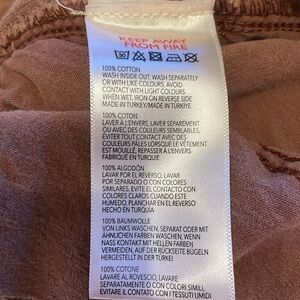 KEEP AWAY
FROM FIRE
100% COTTON
WASH INSIDE OUT, WASH SEPARATELY
OR WITH LIKE COLOURS, AVOID
CONTACT WITH LIGHT COLOURS
WHEN WET, IRON ON REVERSE SIDE
MADE IN TURKEY/MADE IN TÜRKİYE
100% COTON
LAVER À L'ENVERS, LAVER SÉPARÉMENT
OU AVEC DES COULEURS SEMBLABLES,
ÉVITER TOUT CONTACT AVEC DES
COULEURS PÂLES LORSQUE LE VÊTEMENT
EST MOUILLÉ, REPASSER À L'ENVERS
FABRIQUÉ EN TURQUIE
100% ALGODÓN
LAVAR POR EL REVERSO, LAVAR
POR SEPARADO O CON COLORES
SIMILARES, EVITE EL CONTACTO CON
COLORES CLAROS CUANDO ESTE
HUMEDO, PLANCHAR EN EL REVERSO
HECHO EN TURQUÍA
100% BAUMWOLLE
VON LINKS WASCHEN, SEPARAT ODER MIT
ÄHNLICHEN FARBEN WASCHEN, WENN
NASS KONTAKT MIT HELLEN FARBEN
VERMEIDEN, AUF DER RÜCKSEITE BÜGELN
HERGESTELLT IN DER TÜRKEI
100% COTONE
LAVARE AL ROVESCIO, LAVARE
SEPARATAMENTE O CON COLORI SIMILI,
EVITARE IL CONTATTO CON I TESSUTI UMIDI